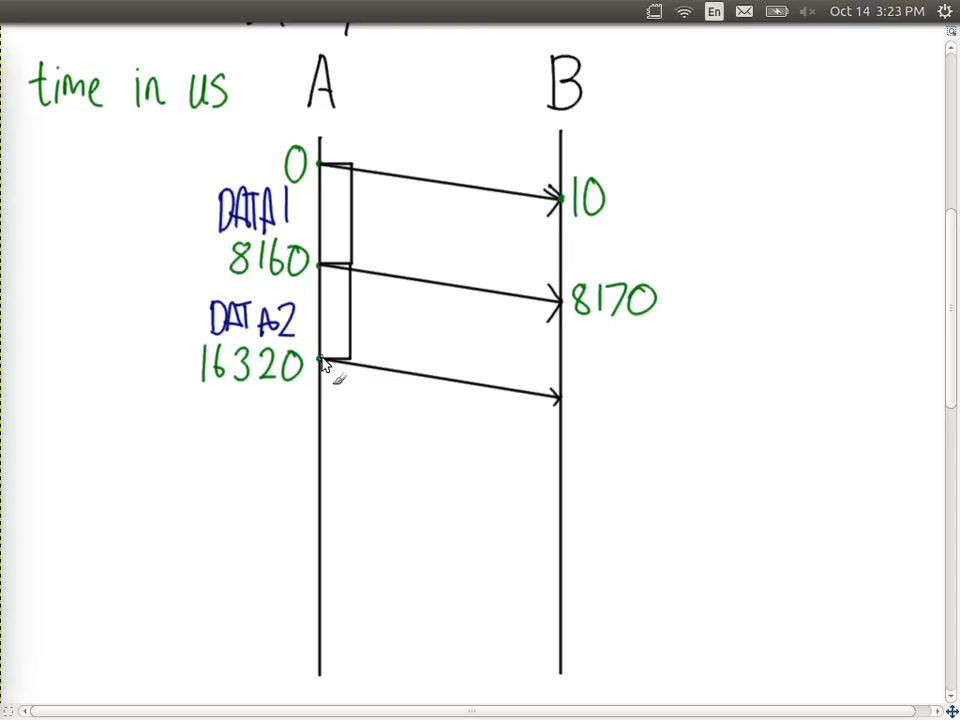 En Oct 14 3:23 PM
time in us A B
0
10
DATA1
8160
8170
DATA2
16320